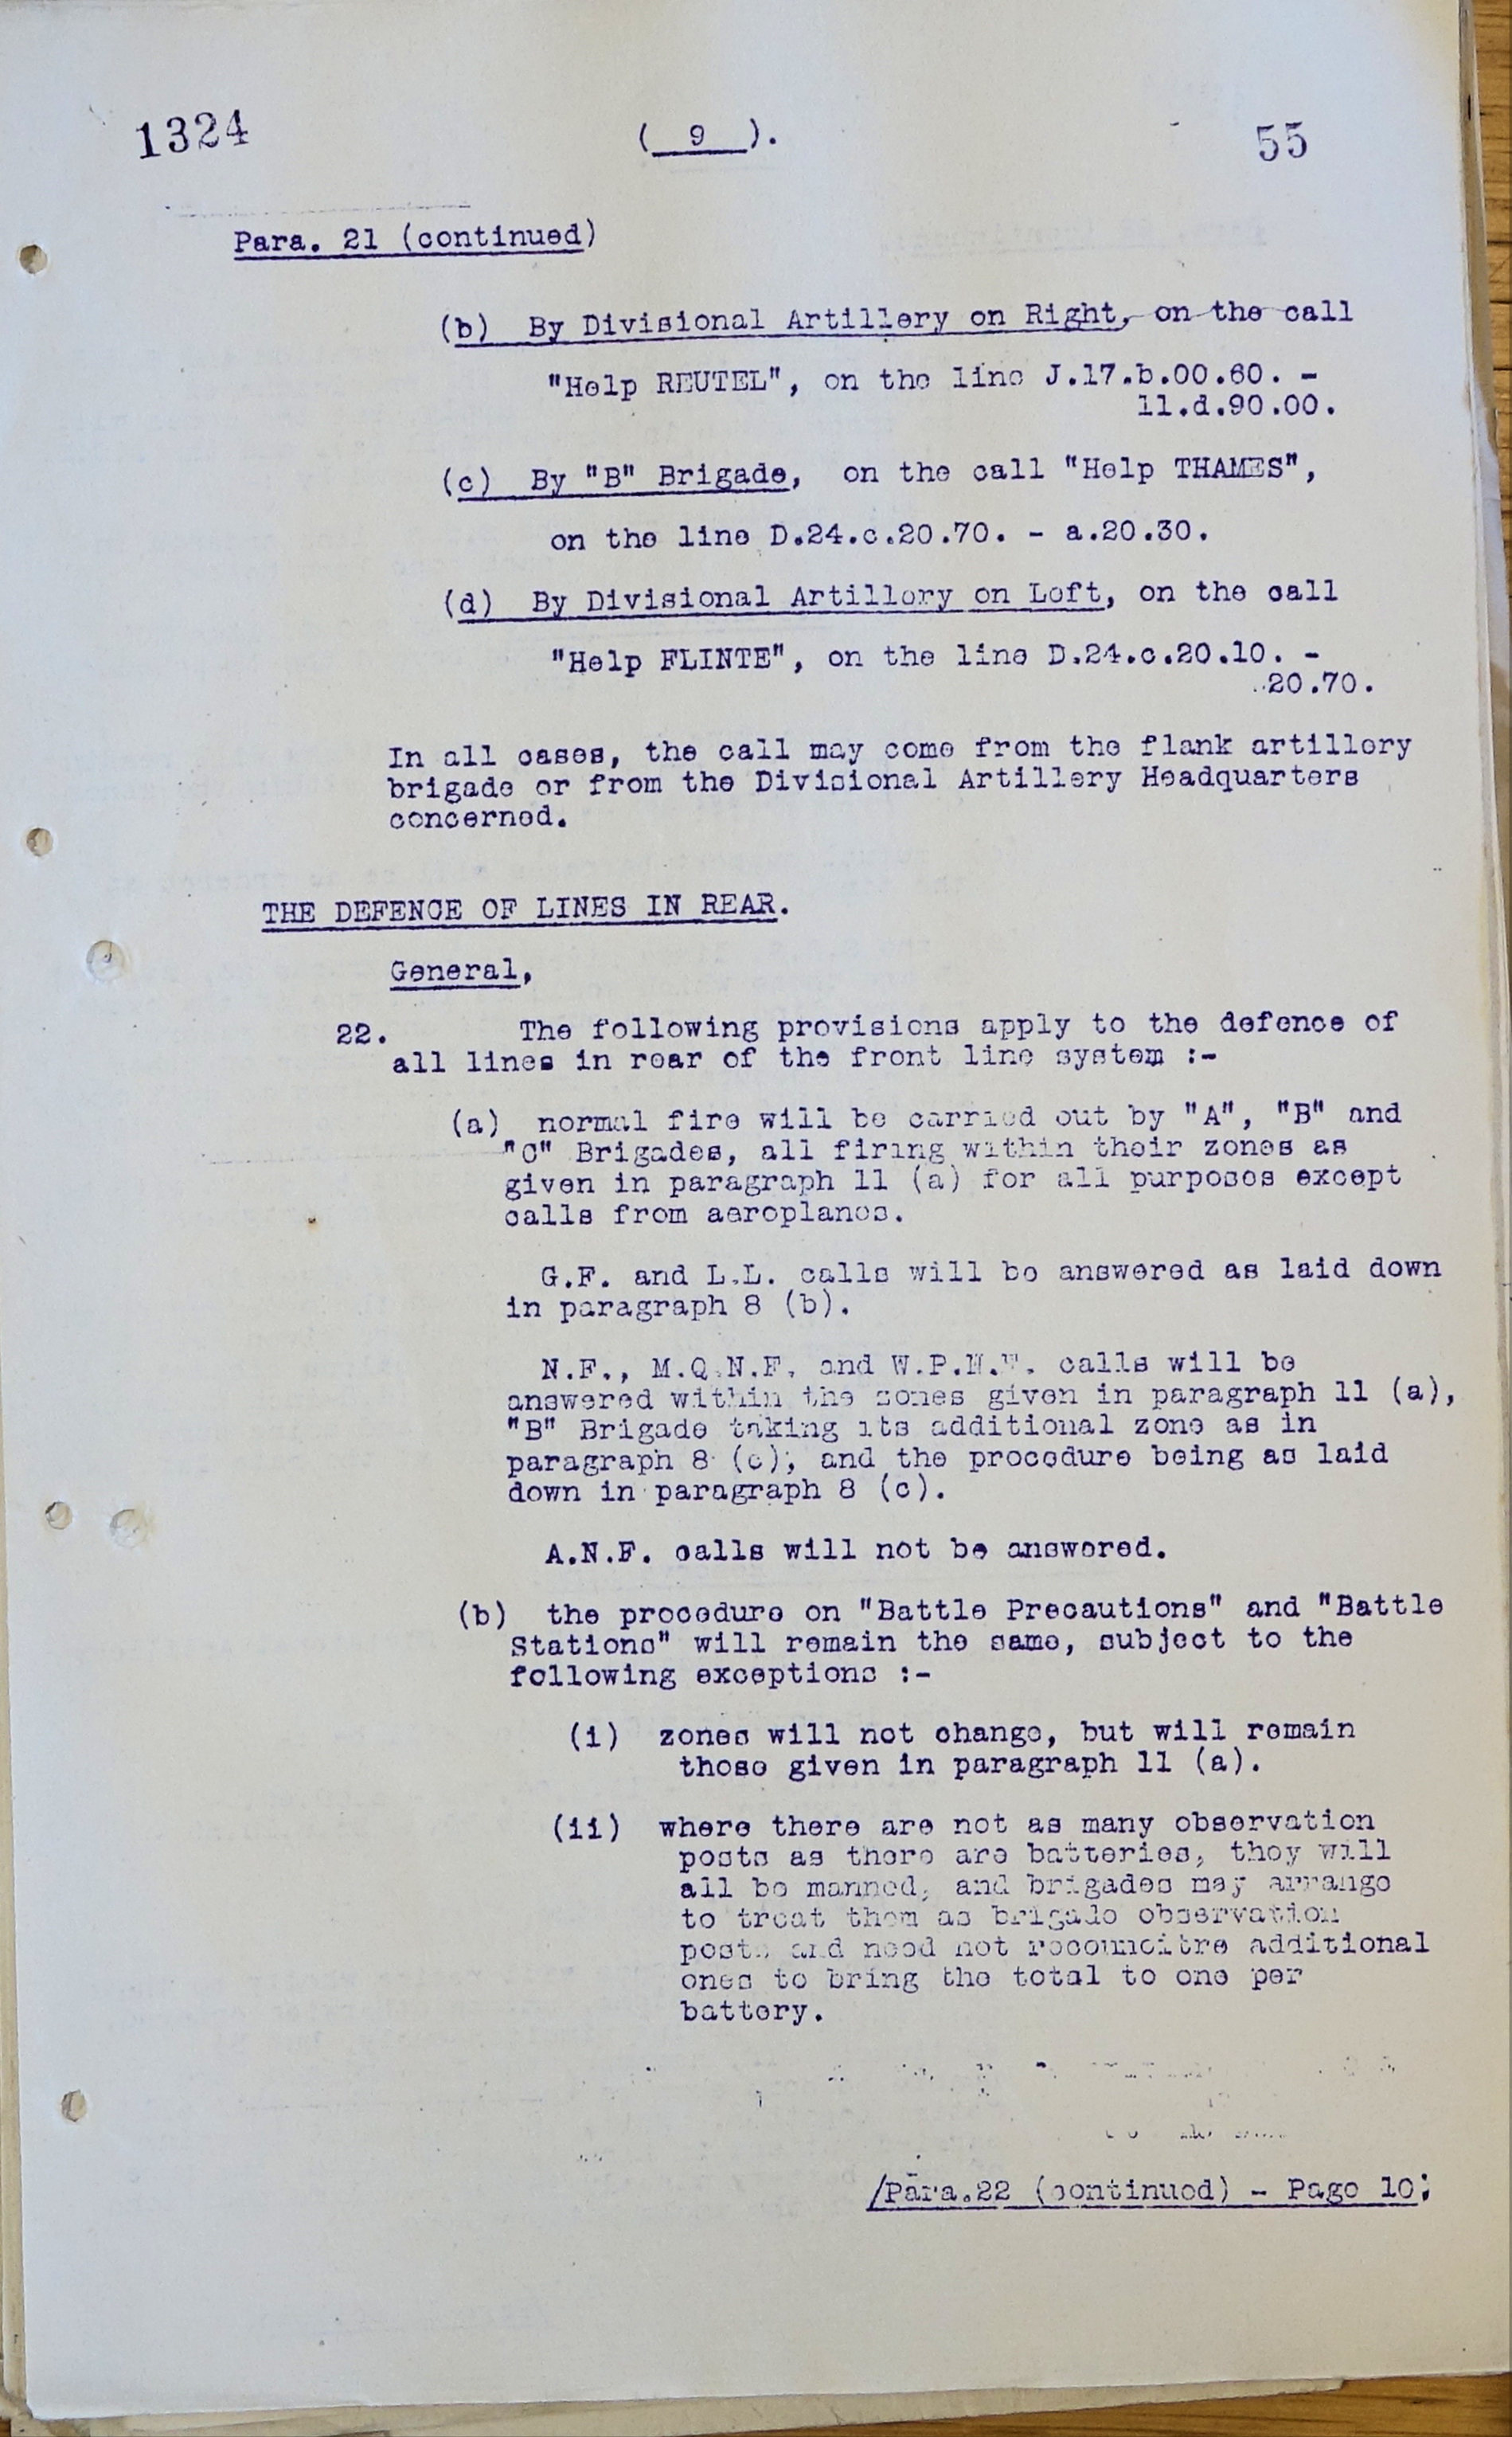 1324
( 9 ).
55
Para. 21 (continued)
(b) By Divisional Artillery on Right, on the call
"Help REUTEL", on the line J.17.b.00.60. -
11.d.90.00.
(c) By "B" Brigade, on the call "Help THAMES",
on the line D.24.c.20.70. - a.20.30.
(d) By Divisional Artillery on Left, on the call
"Help FLINTE", on the line D.24.c.20.10. -
20.70.
In all cases, the call may come from the flank artillery
brigade or from the Divisional Artillery Headquarters
concerned.
THE DEFENCE OF LINES IN REAR.
General,
22. The following provisions apply to the defence of
all lines in rear of the front line system :-
(a) normal fire will be carried out by "A", "B" and
"C" Brigades, all firing within their zones as
given in paragraph 11 (a) for all purposes except
calls from aeroplanes.
G.F. and L.L. calls will be answered as laid down
in paragraph 8 (b).
N.F., M.Q.N.F. and calls will be
answered within the zones given in paragraph 11 (a),
"B" Brigade taking its additional zone as in
paragraph 8 (c); and the procedure being as laid
down in paragraph 8 (c).
A.N.F. calls will not be answered.
(b) the procedure on "Battle Precautions" and "Battle
Stations" will remain the same, subject to the
following exceptions :-
(i) zones will not change, but will remain
those given in paragraph 11 (a).
(ii) where there are not as many observation
posts as there are batteries, they will
all be manned, and brigades may arrange
to treat them as brigade observation
posts and need not reconnoitre additional
ones to bring the total to one per
battery.
/Para.22 (continued) - Page 10;